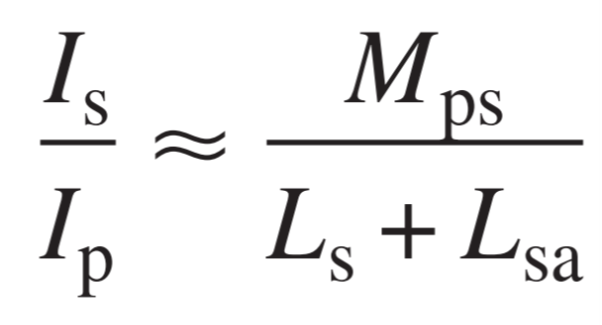 I_s / I_p ≈ M_ps / (L_s + L_sa)